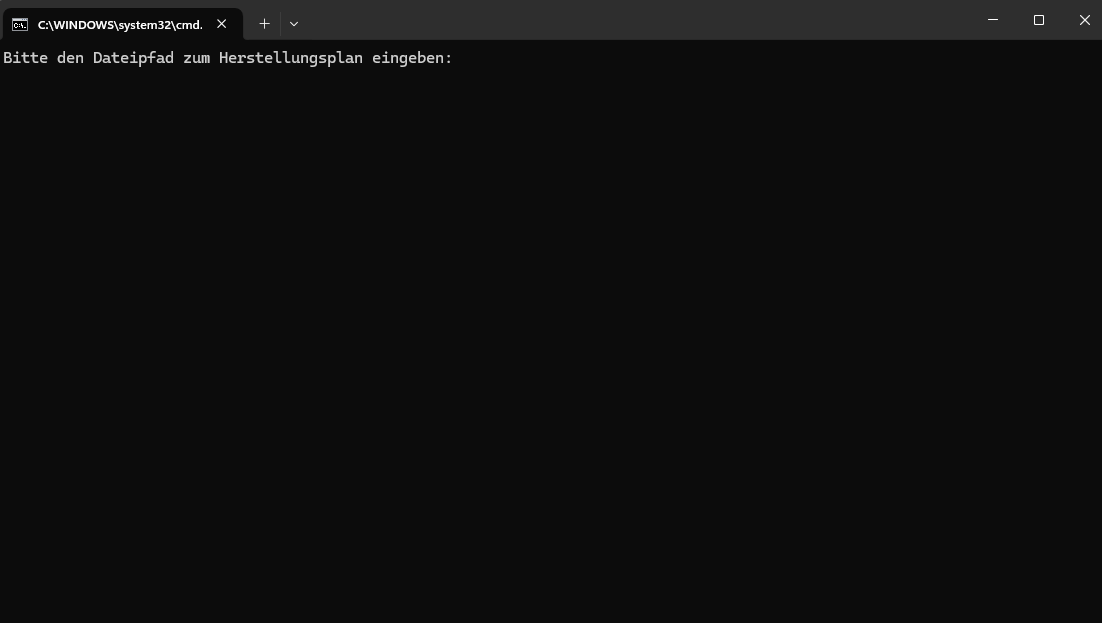 C:\WINDOWS\system32\cmd.
Bitte den Dateipfad zum Herstellungsplan eingeben: